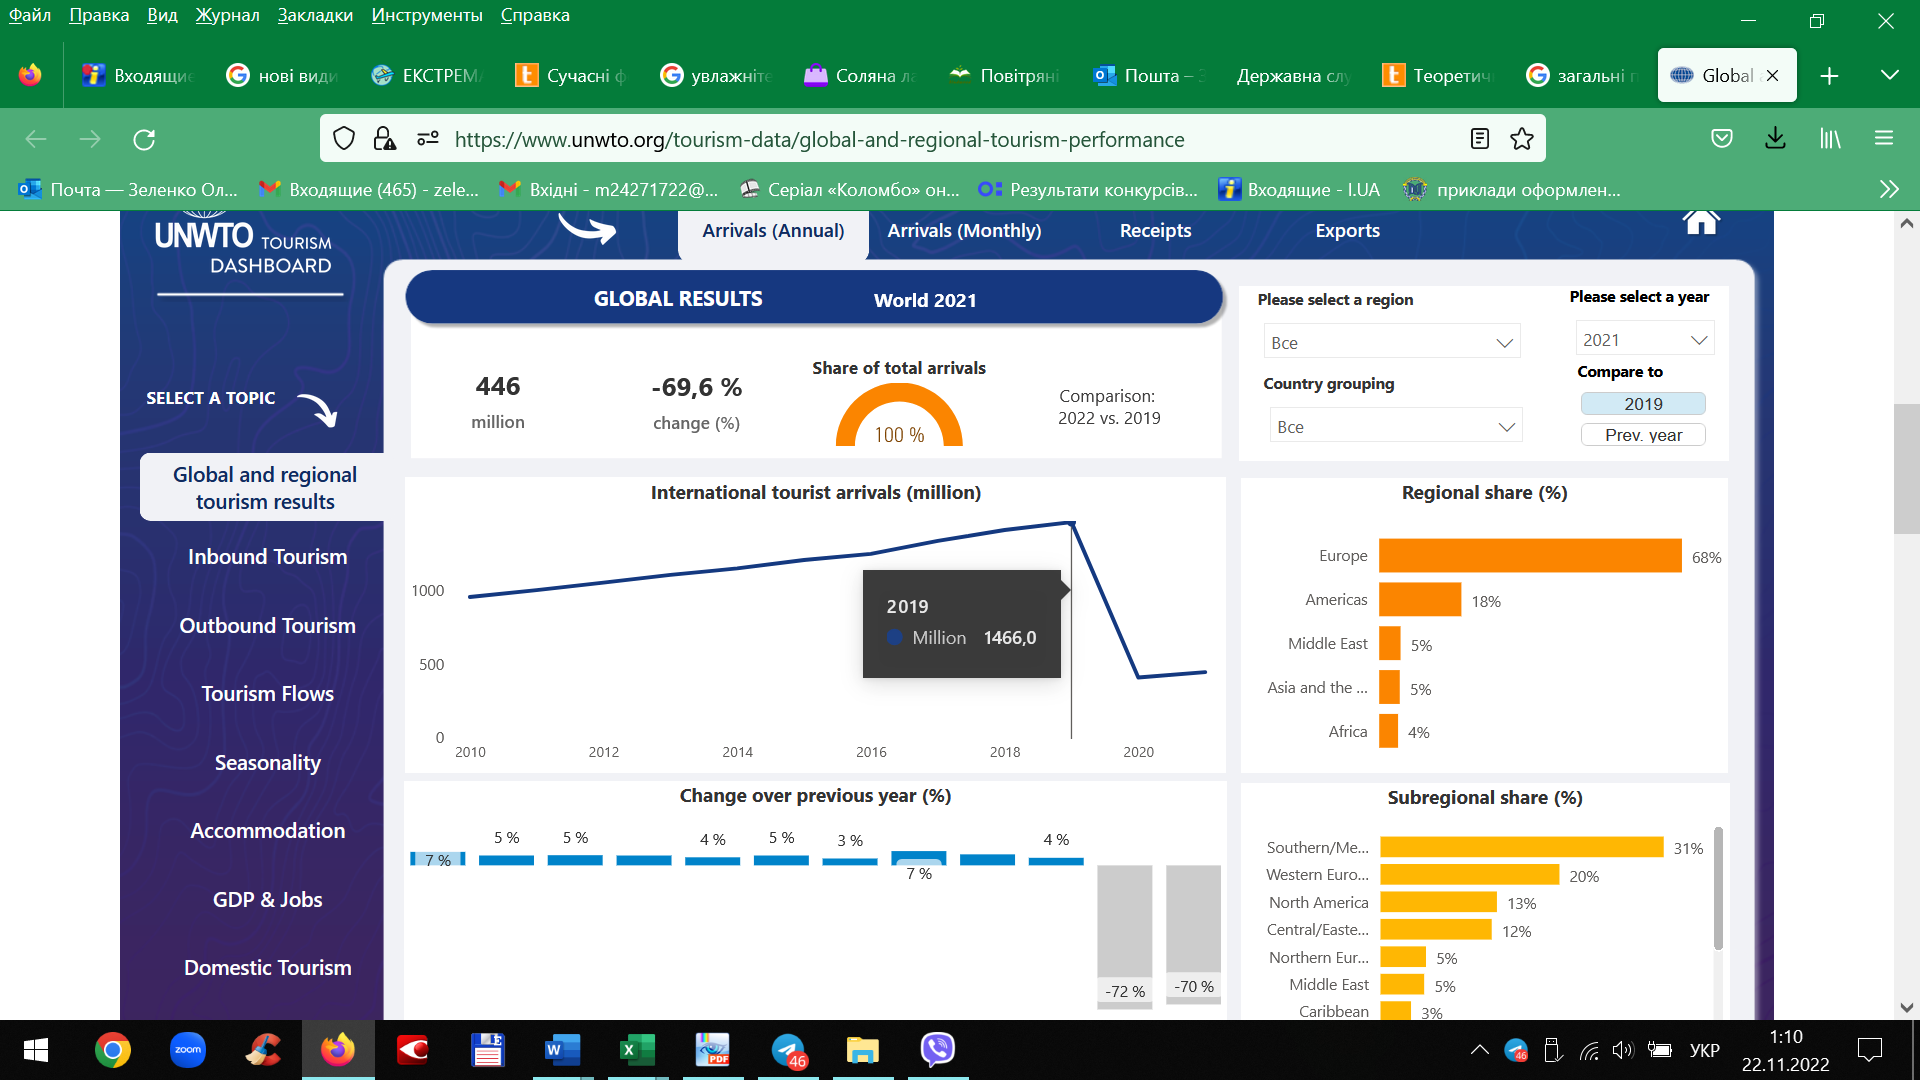 Файл Правка Вид Журнал Закладки Инструменты Справка
Входящие нові види ЕКСТРЕМА Сучасні ф увлажніте Соляна ла Повітряні Пошта – З Державна слу Теоретич загальні п Global a
https://www.unwto.org/tourism-data/global-and-regional-tourism-performance
Почта — Зеленко Ол... Входящие (465) - zele... Вхідні - m24271722@... Серіал «Коломбо» он... Результати конкурсів... Входящие - I.UA приклади оформлен...
UNWTO TOURISM
DASHBOARD
Arrivals (Annual) Arrivals (Monthly) Receipts Exports
SELECT A TOPIC
Global and regional
tourism results
Inbound Tourism
Outbound Tourism
Tourism Flows
Seasonality
Accommodation
GDP & Jobs
Domestic Tourism
GLOBAL RESULTS World 2021
446
million
-69,6 %
change (%)
Share of total arrivals
100 %
Comparison:
2022 vs. 2019
Please select a region
Все
Country grouping
Все
Please select a year
2021
Compare to
2019
Prev. year
International tourist arrivals (million)
1000
500
0
2010 2012 2014 2016 2018 2020
2019
Million 1466,0
Regional share (%)
Europe 68%
Americas 18%
Middle East 5%
Asia and the ... 5%
Africa 4%
Change over previous year (%)
7 % 5 % 5 % 4 % 5 % 3 % 7 % 4 % -72 % -70 %
Subregional share (%)
Southern/Me... 31%
Western Euro... 20%
North America 13%
Central/Easte... 12%
Northern Eur... 5%
Middle East 5%
Caribbean 3%
zoom
W
X
PDF
46
46
УКР
1:10
22.11.2022